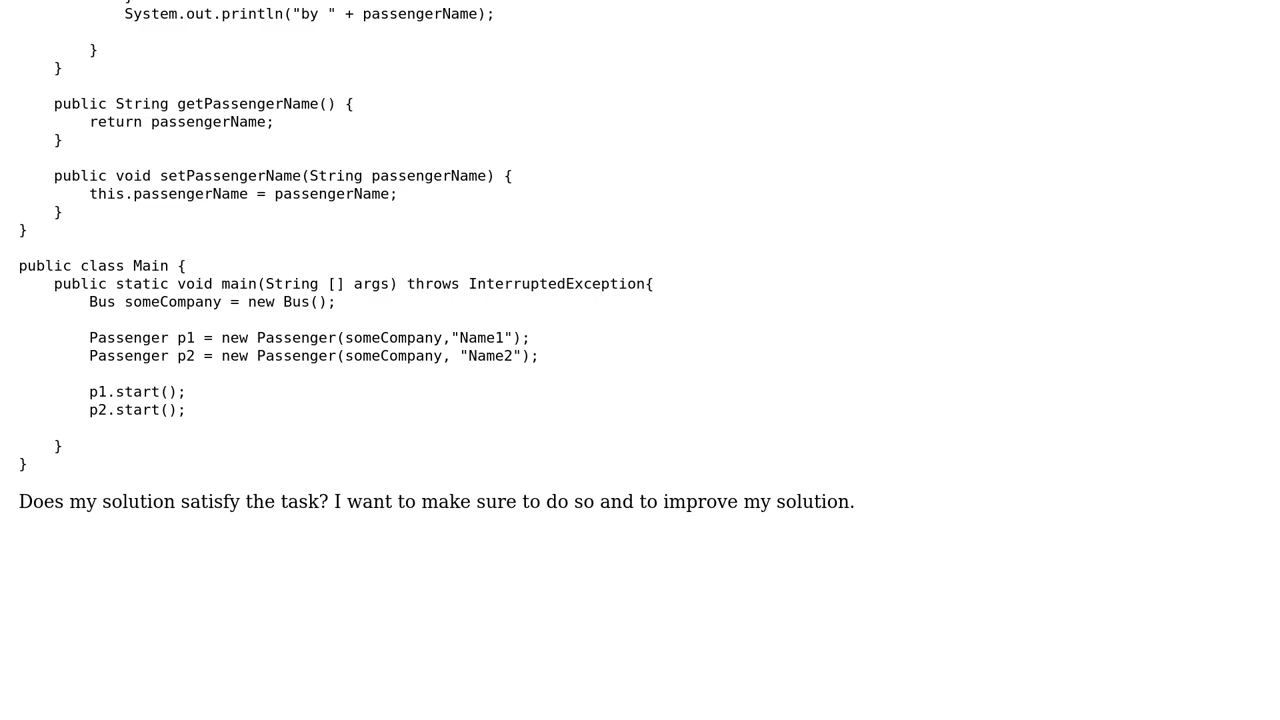 }
            System.out.println("by " + passengerName);

        }
    }

    public String getPassengerName() {
        return passengerName;
    }

    public void setPassengerName(String passengerName) {
        this.passengerName = passengerName;
    }
}

public class Main {
    public static void main(String [] args) throws InterruptedException{
        Bus someCompany = new Bus();

        Passenger p1 = new Passenger(someCompany,"Name1");
        Passenger p2 = new Passenger(someCompany, "Name2");

        p1.start();
        p2.start();

    }
}
Does my solution satisfy the task? I want to make sure to do so and to improve my solution.